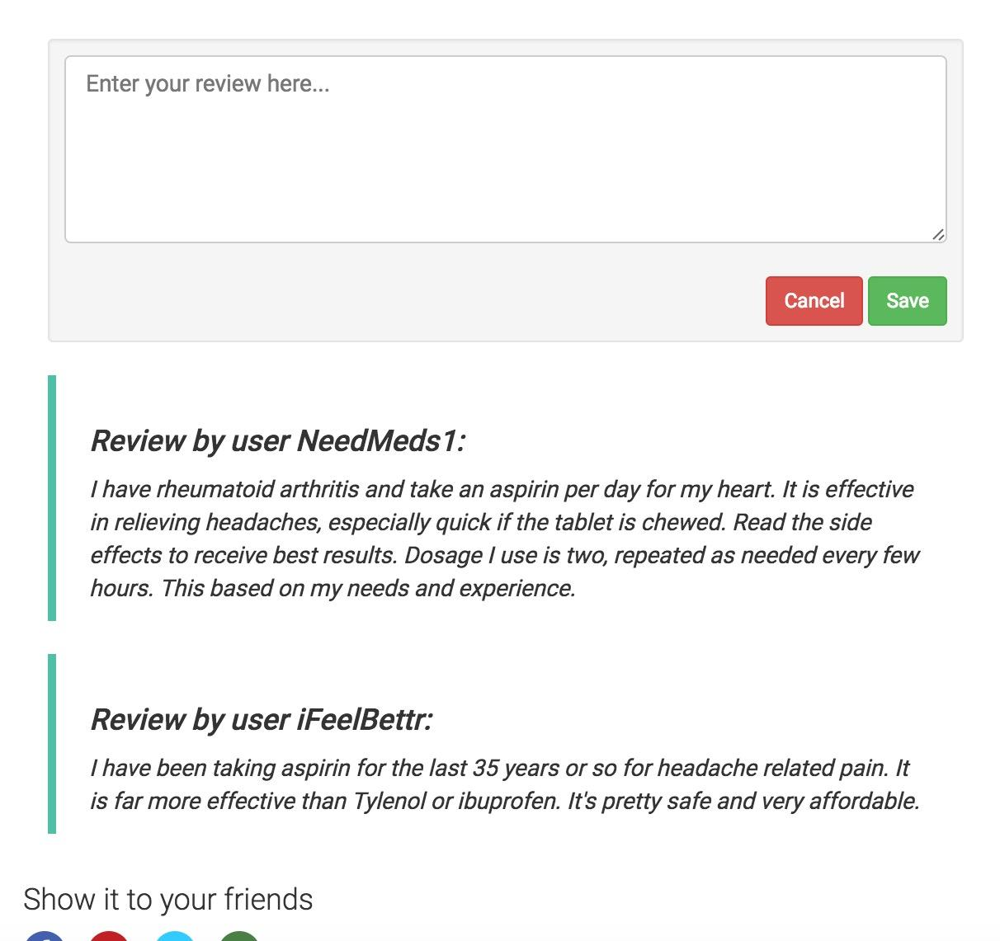 Enter your review here...
Cancel Save
Review by user NeedMeds1:
I have rheumatoid arthritis and take an aspirin per day for my heart. It is effective
in relieving headaches, especially quick if the tablet is chewed. Read the side
effects to receive best results. Dosage I use is two, repeated as needed every few
hours. This based on my needs and experience.
Review by user iFeelBettr:
I have been taking aspirin for the last 35 years or so for headache related pain. It
is far more effective than Tylenol or ibuprofen. It's pretty safe and very affordable.
Show it to your friends